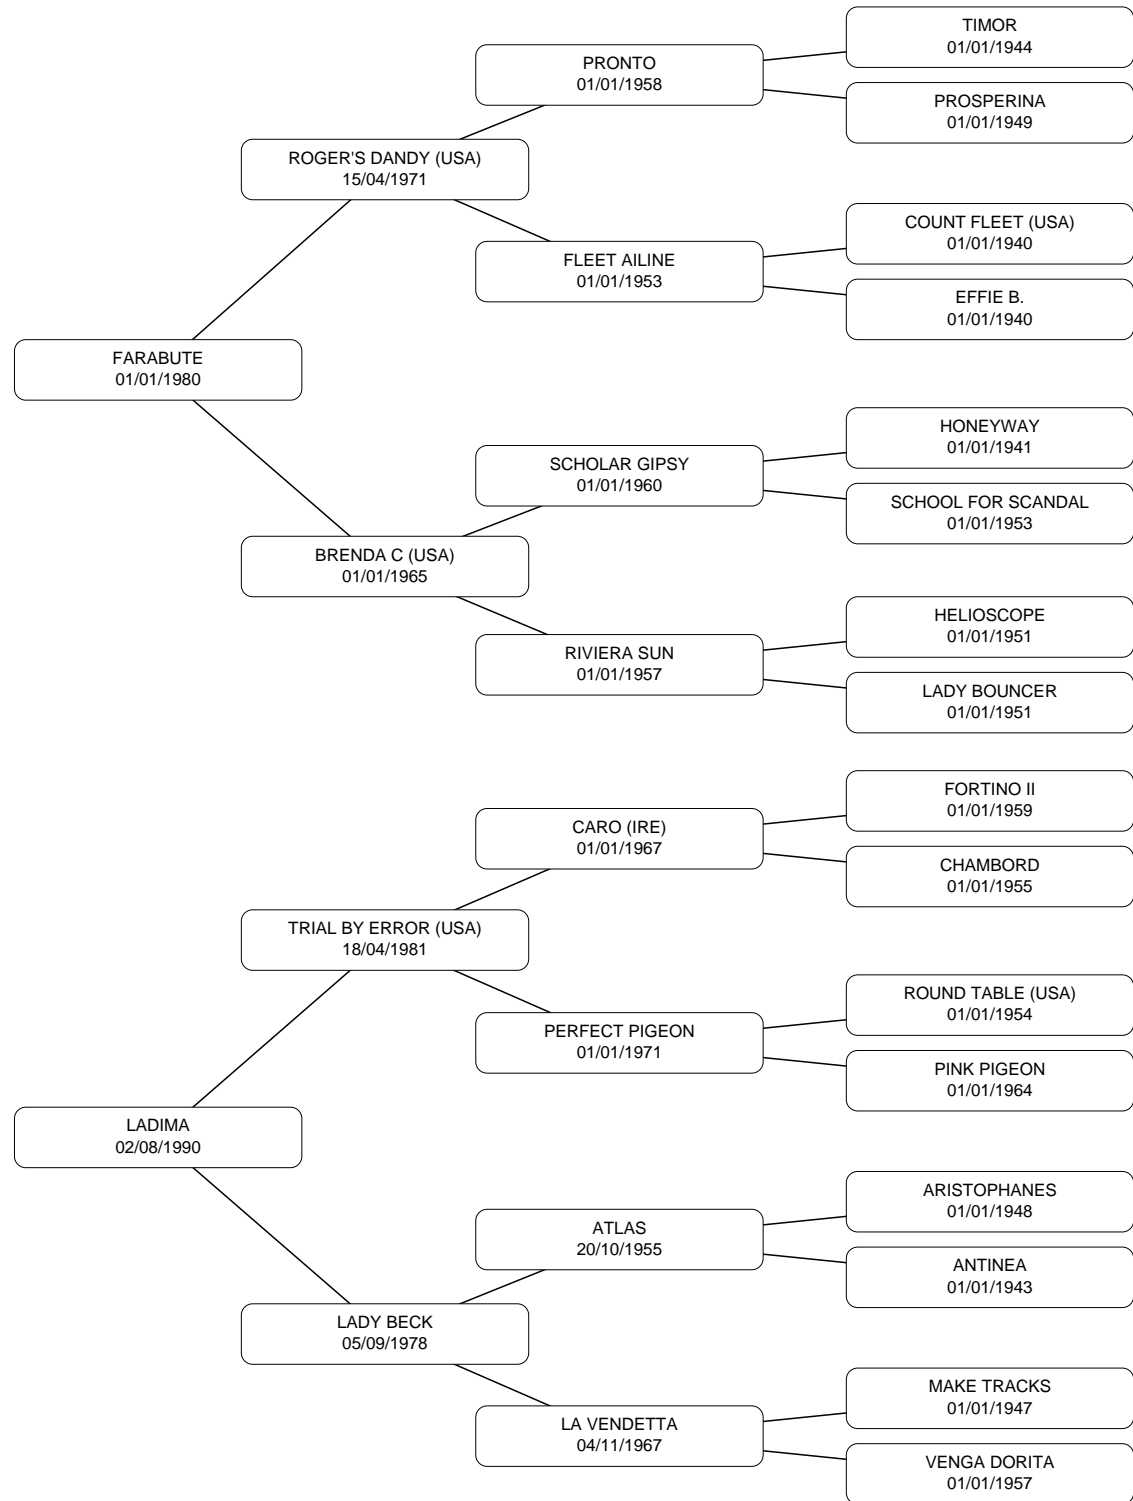 TIMOR
01/01/1944
PRONTO
01/01/1958
PROSPERINA
01/01/1949
ROGER'S DANDY (USA)
15/04/1971
COUNT FLEET (USA)
01/01/1940
FLEET AILINE
01/01/1953
EFFIE B.
01/01/1940
FARABUTE
01/01/1980
HONEYWAY
01/01/1941
SCHOLAR GIPSY
01/01/1960
SCHOOL FOR SCANDAL
01/01/1953
BRENDA C (USA)
01/01/1965
HELIOSCOPE
01/01/1951
RIVIERA SUN
01/01/1957
LADY BOUNCER
01/01/1951
FORTINO II
01/01/1959
CARO (IRE)
01/01/1967
CHAMBORD
01/01/1955
TRIAL BY ERROR (USA)
18/04/1981
ROUND TABLE (USA)
01/01/1954
PERFECT PIGEON
01/01/1971
PINK PIGEON
01/01/1964
LADIMA
02/08/1990
ARISTOPHANES
01/01/1948
ATLAS
20/10/1955
ANTINEA
01/01/1943
LADY BECK
05/09/1978
MAKE TRACKS
01/01/1947
LA VENDETTA
04/11/1967
VENGA DORITA
01/01/1957